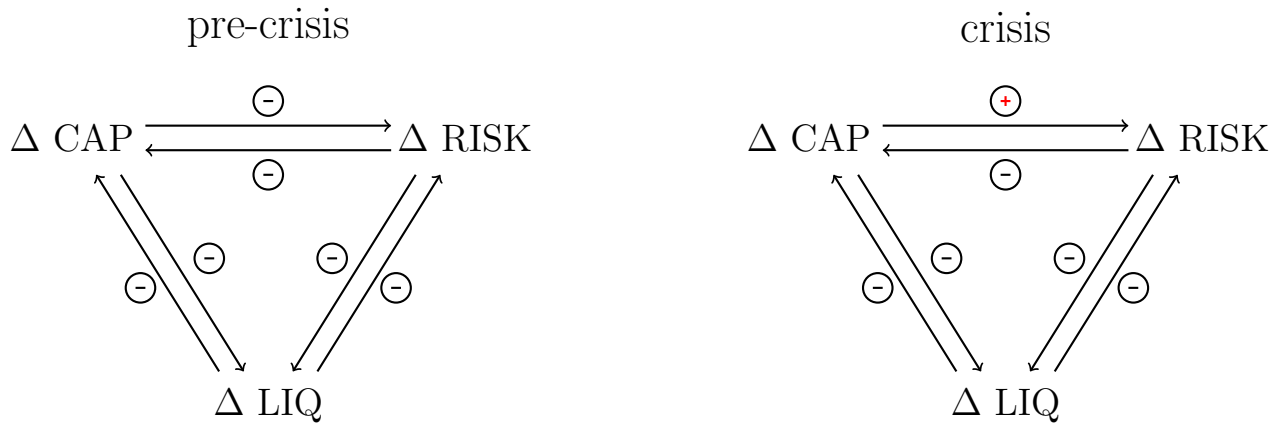 pre-crisis
−
Δ CAP
Δ RISK
−
−
−
−
−
Δ LIQ
crisis
+
Δ CAP
Δ RISK
−
−
−
−
−
Δ LIQ